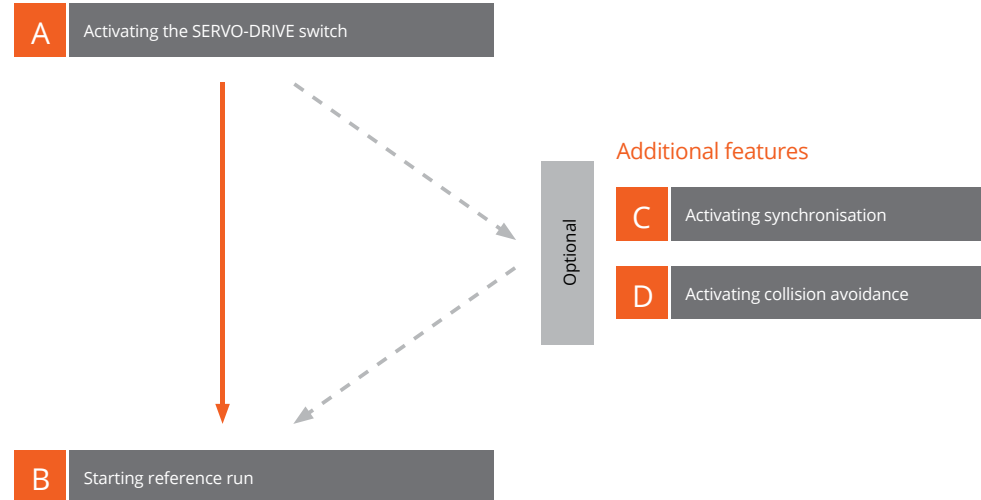 A
Activating the SERVO-DRIVE switch
Additional features
Optional
C
Activating synchronisation
D
Activating collision avoidance
B
Starting reference run